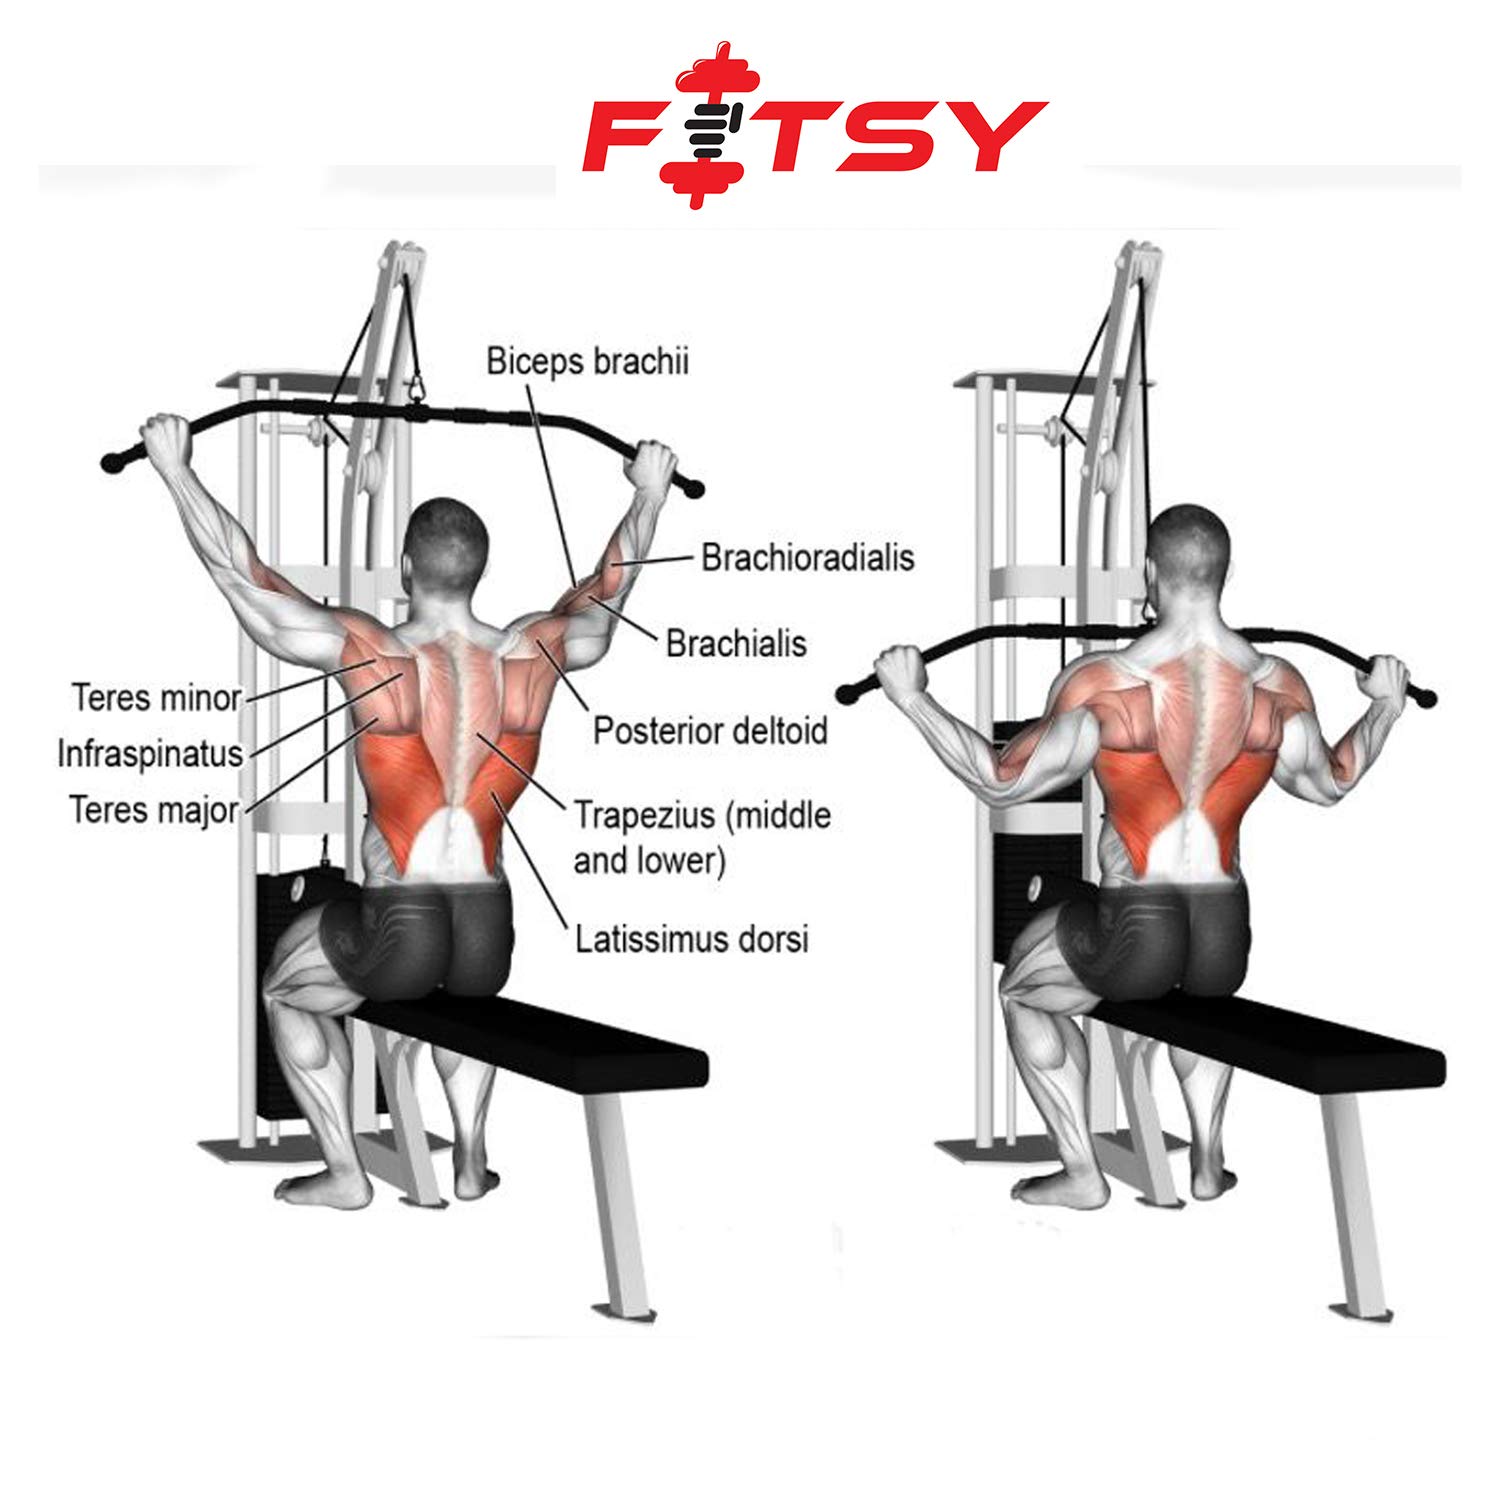 FITSY
Biceps brachii
Brachioradialis
Brachialis
Teres minor
Infraspinatus
Teres major
Posterior deltoid
Trapezius (middle
and lower)
Latissimus dorsi